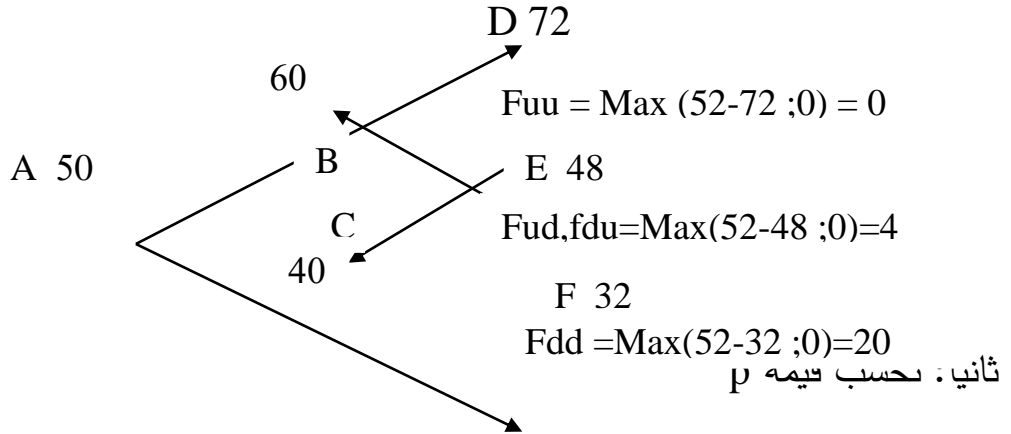 D 72
60
Fuu = Max (52-72 ;0) = 0
A 50
B
E 48
C
Fud,fdu=Max(52-48 ;0)=4
40
F 32
Fdd =Max(52-32 ;0)=20
ثانيا : نحسب قيمة p